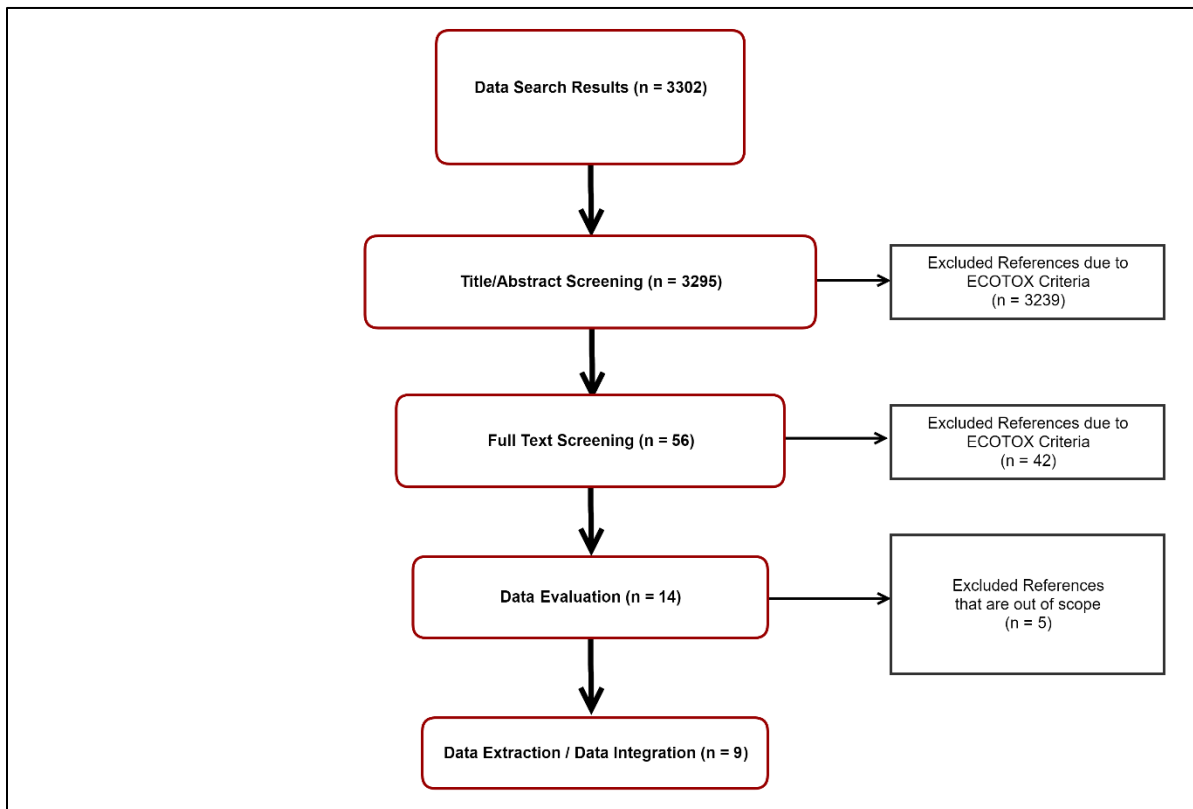 Data Search Results (n = 3302)
Title/Abstract Screening (n = 3295)
Excluded References due to
ECOTOX Criteria
(n = 3239)
Full Text Screening (n = 56)
Excluded References due to
ECOTOX Criteria
(n = 42)
Data Evaluation (n = 14)
Excluded References
that are out of scope
(n = 5)
Data Extraction / Data Integration (n = 9)